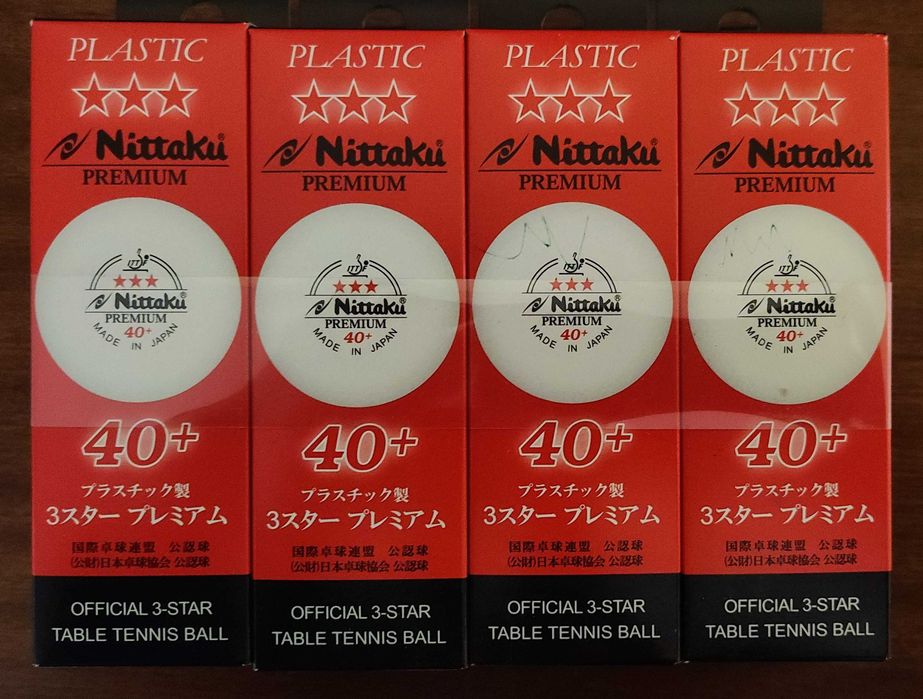 PLASTIC
Nittaku®
PREMIUM
ITTF
Nittaku®
PREMIUM
40+
MADE IN JAPAN
40+
プラスチック製
3スター プレミアム
国際卓球連盟 公認球
(公財)日本卓球協会 公認球
OFFICIAL 3-STAR
TABLE TENNIS BALL
PLASTIC
Nittaku®
PREMIUM
ITTF
Nittaku®
PREMIUM
40+
MADE IN JAPAN
40+
プラスチック製
3スター プレミアム
国際卓球連盟 公認球
(公財)日本卓球協会 公認球
OFFICIAL 3-STAR
TABLE TENNIS BALL
PLASTIC
Nittaku®
PREMIUM
ITTF
Nittaku®
PREMIUM
40+
MADE IN JAPAN
40+
プラスチック製
3スター プレミアム
国際卓球連盟 公認球
(公財)日本卓球協会 公認球
OFFICIAL 3-STAR
TABLE TENNIS BALL
PLASTIC
Nittaku®
PREMIUM
ITTF
Nittaku®
PREMIUM
40+
MADE IN JAPAN
40+
プラスチック製
3スター プレミアム
国際卓球連盟 公認球
(公財)日本卓球協会 公認球
OFFICIAL 3-STAR
TABLE TENNIS BALL